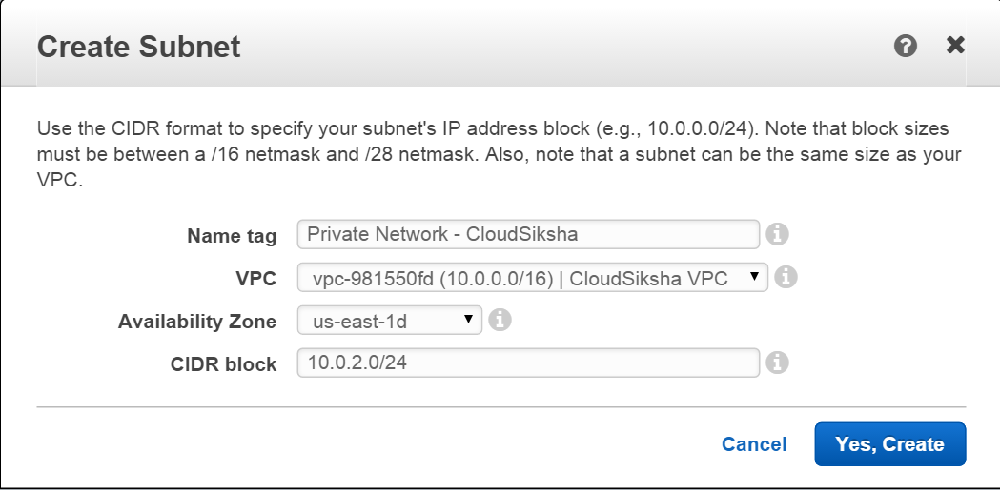 Create Subnet
Use the CIDR format to specify your subnet's IP address block (e.g., 10.0.0.0/24). Note that block sizes
must be between a /16 netmask and /28 netmask. Also, note that a subnet can be the same size as your
VPC.
Name tag Private Network - CloudSiksha
VPC vpc-981550fd (10.0.0.0/16) | CloudSiksha VPC
Availability Zone us-east-1d
CIDR block 10.0.2.0/24
Cancel Yes, Create